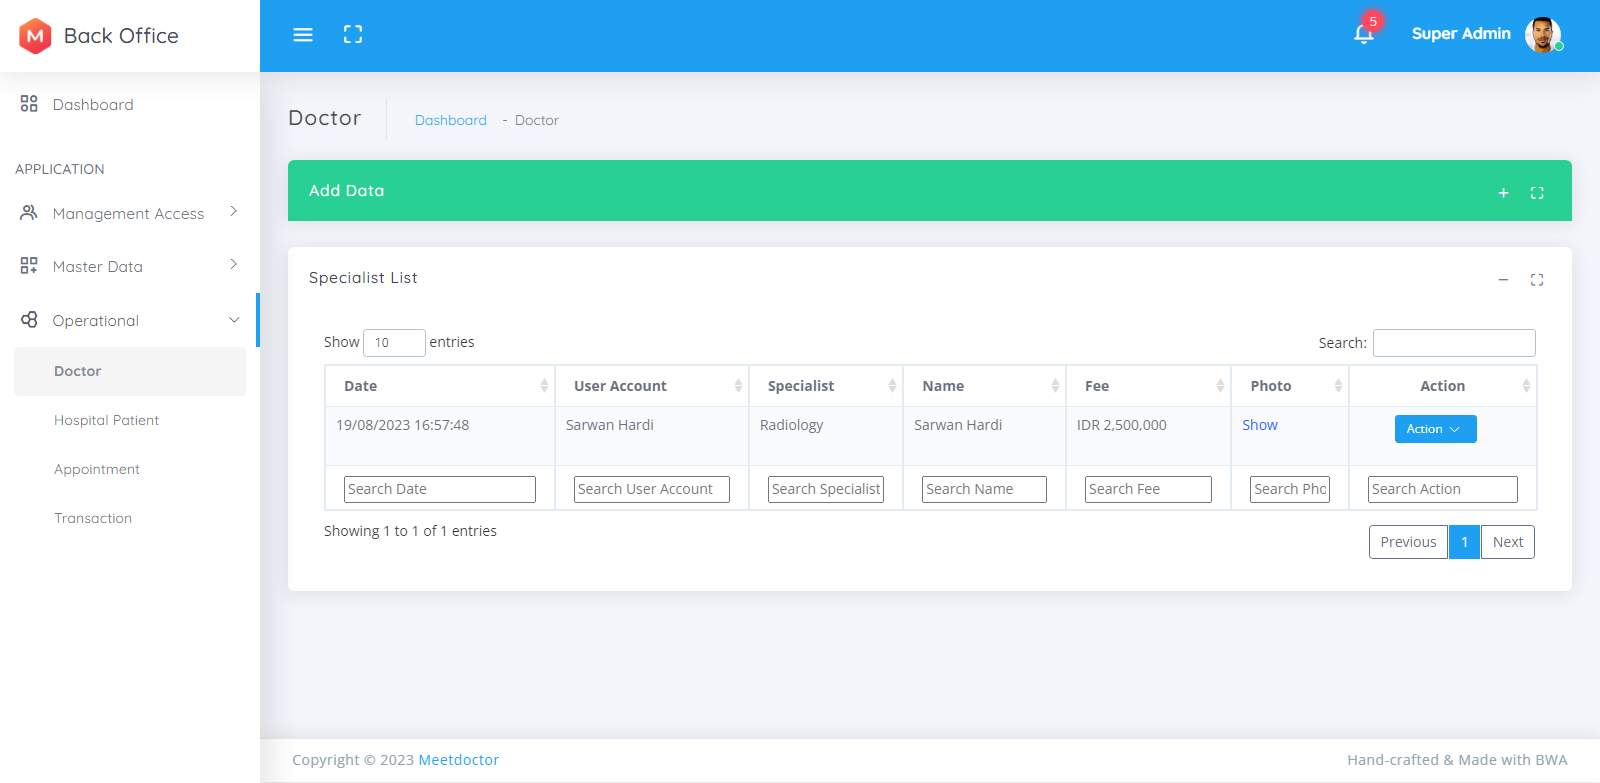 M Back Office
5
Super Admin
Dashboard
APPLICATION
Management Access
Master Data
Operational
Doctor
Hospital Patient
Appointment
Transaction
Doctor
Dashboard - Doctor
Add Data
Specialist List
Show 10 entries
Search:
Date User Account Specialist Name Fee Photo Action
19/08/2023 16:57:48 Sarwan Hardi Radiology Sarwan Hardi IDR 2,500,000 Show Action
Search Date Search User Account Search Specialist Search Name Search Fee Search Pho Search Action
Showing 1 to 1 of 1 entries
Previous 1 Next
Copyright © 2023 Meetdoctor
Hand-crafted & Made with BWA